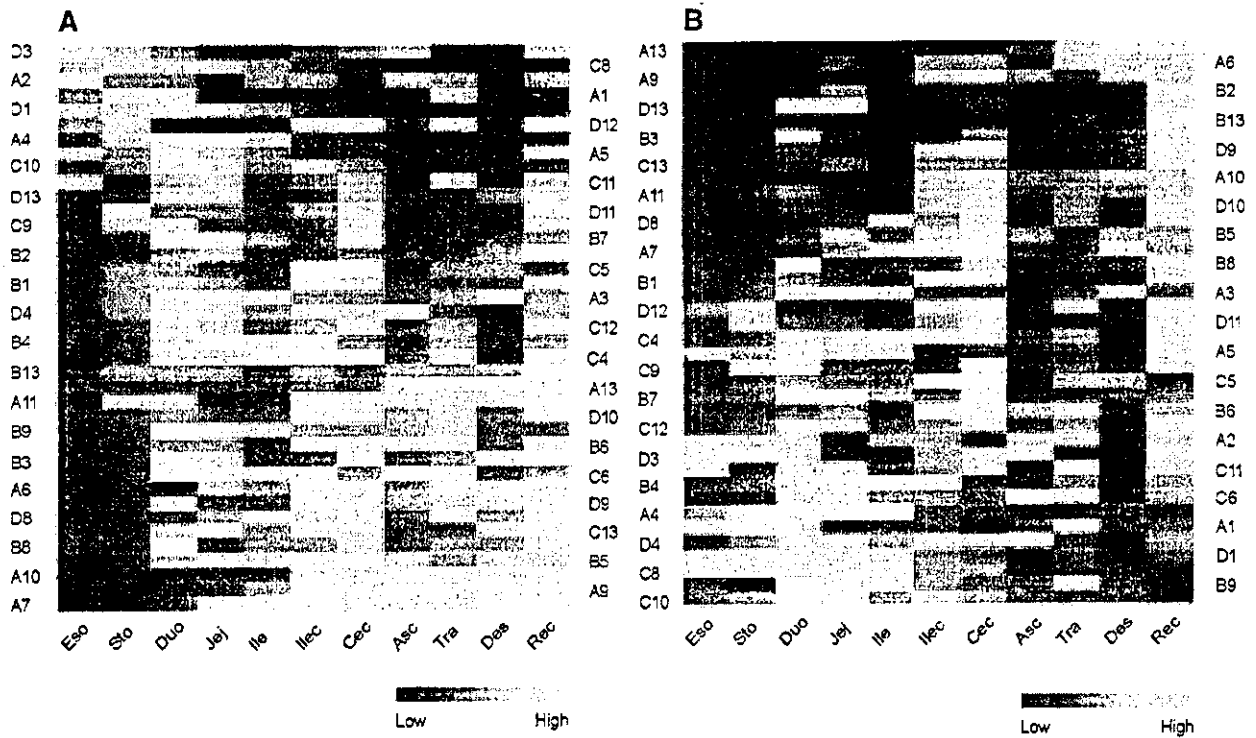 A
B
D3
A2
D1
A4
C10
D13
C9
B2
B1
D4
B4
B13
A11
B9
B3
A6
D8
B8
A10
A7
C8
A1
D12
A5
C11
D11
B7
C5
A3
C12
C4
A13
D10
B6
C6
D9
C13
B5
A9
Eso Sto Duo Jej Ile Ilec Cec Asc Tra Des Rec
Low High
A13
A9
D13
B3
C13
A11
D8
A7
B1
D12
C4
C9
B7
C12
D3
B4
A4
D4
C8
C10
A6
B2
B13
D9
A10
D10
B5
B8
A3
D11
A5
C5
B6
A2
C11
C6
A1
D1
B9
Eso Sto Duo Jej Ile Ilec Cec Asc Tra Des Rec
Low High